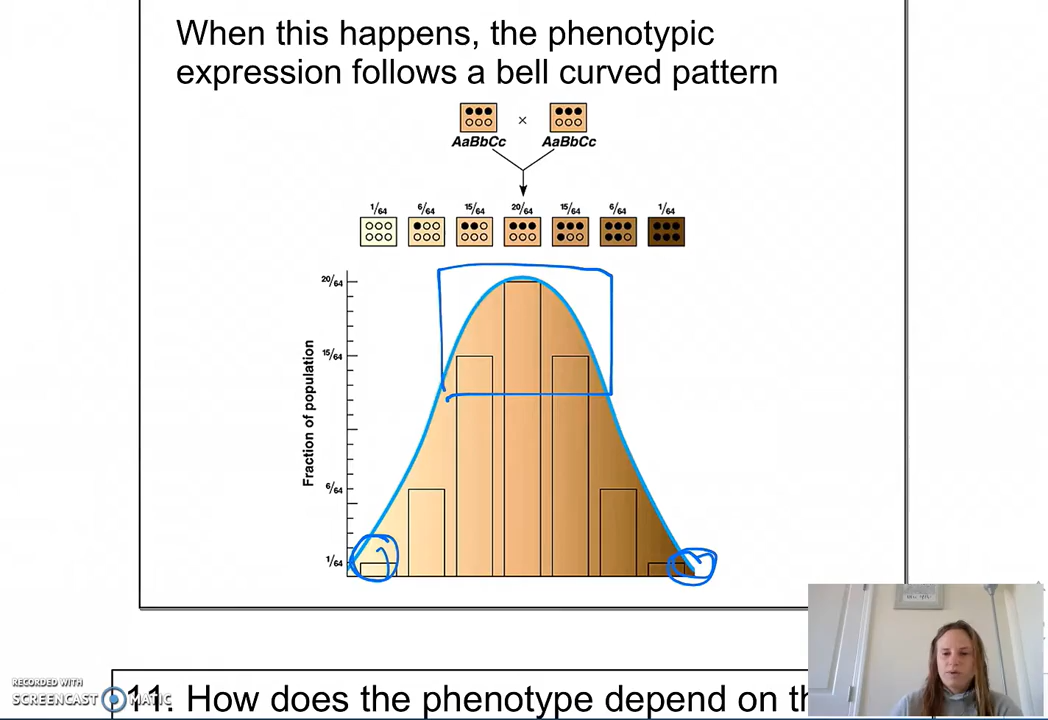 When this happens, the phenotypic
expression follows a bell curved pattern
×
AaBbCc AaBbCc
1/64 6/64 15/64 20/64 15/64 6/64 1/64
20/64
15/64
Fraction of population
6/64
1/64
RECORDED WITH
SCREENCAST MATIC
11. How does the phenotype depend on th